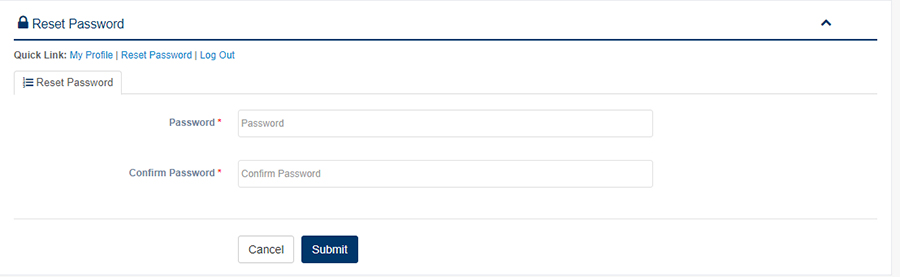 Reset Password
Quick Link: My Profile | Reset Password | Log Out
Reset Password
Password * Password
Confirm Password * Confirm Password
Cancel Submit